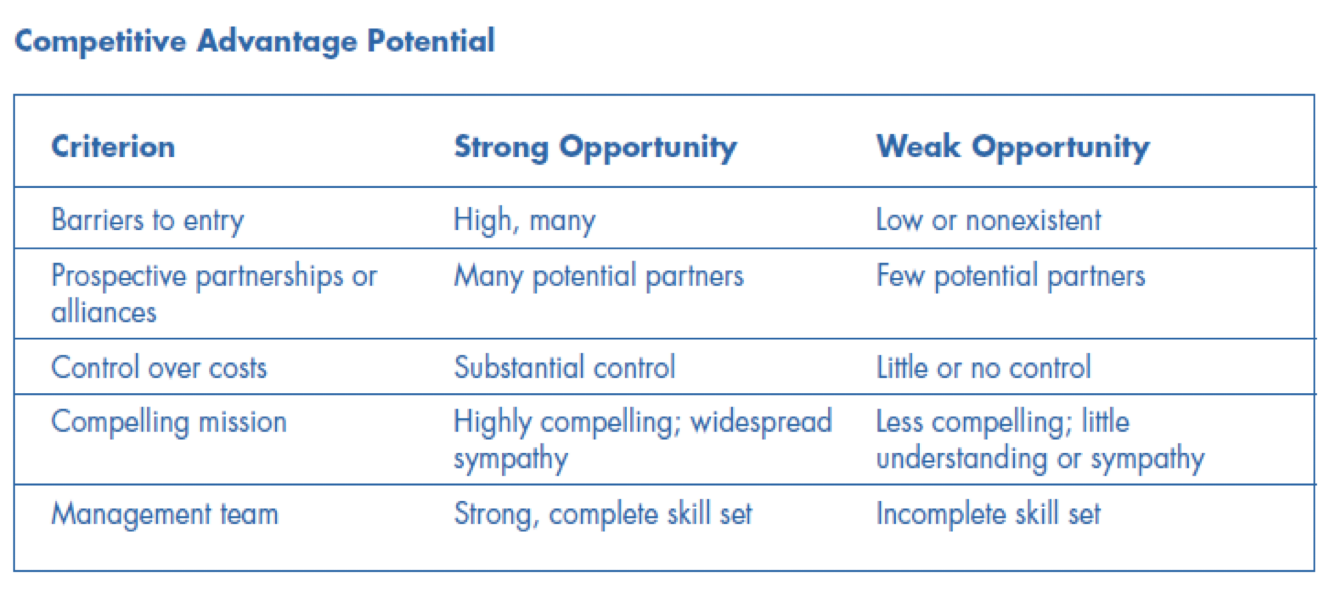 Competitive Advantage Potential
Criterion Strong Opportunity Weak Opportunity
Barriers to entry High, many Low or nonexistent
Prospective partnerships or Many potential partners Few potential partners
alliances
Control over costs Substantial control Little or no control
Compelling mission Highly compelling; widespread Less compelling; little
sympathy understanding or sympathy
Management team Strong, complete skill set Incomplete skill set